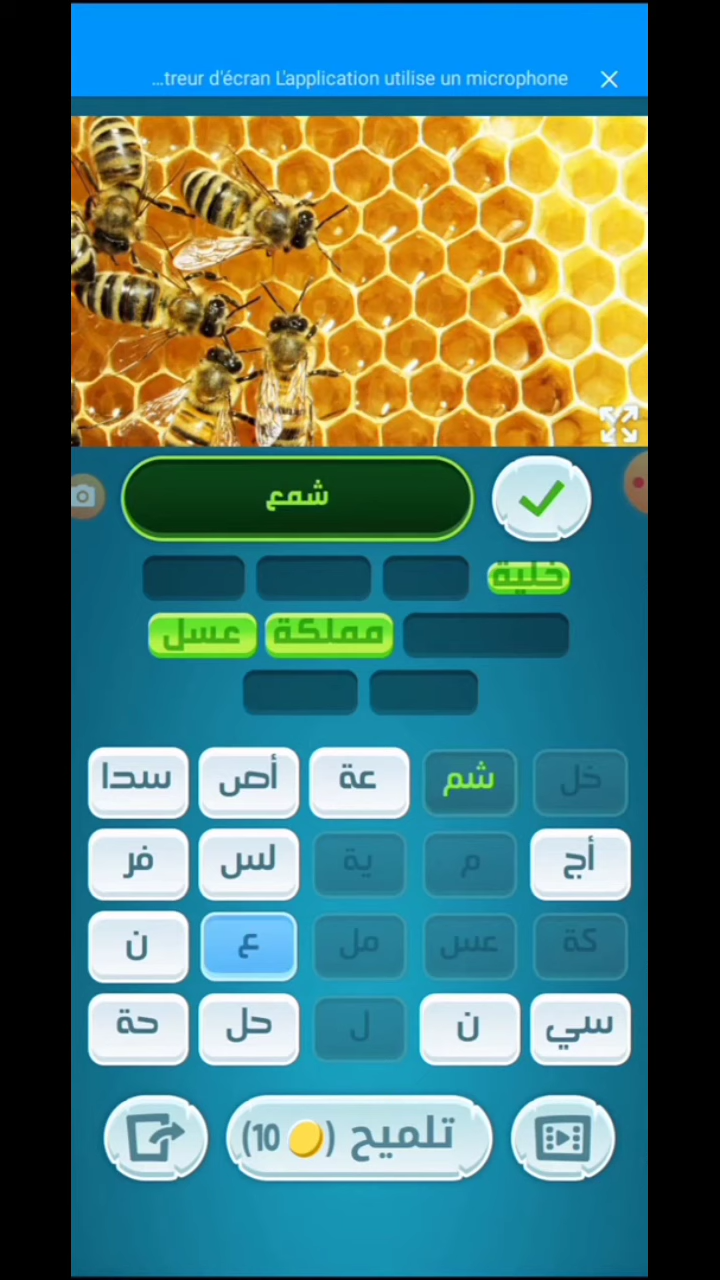 ...treur d'écran L'application utilise un microphone
شمع
خلية
مملكة عسل
خل شم عة أص سدا
أج م ية لس فر
كة عس مل ع ن
سي ن ل حل حة
تلميح (10)